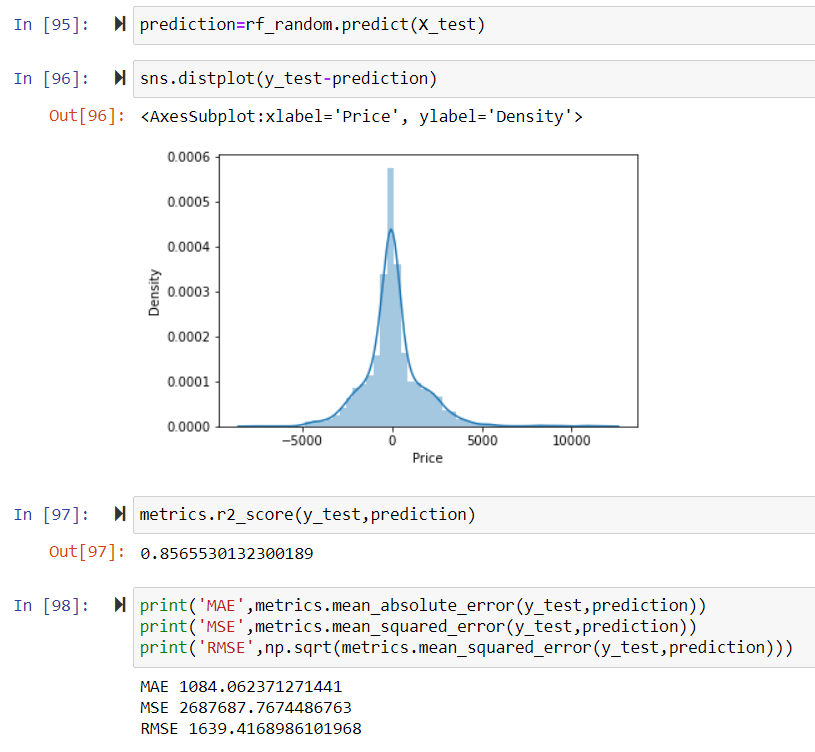 In [95]: prediction=rf_random.predict(X_test)
In [96]: sns.distplot(y_test-prediction)
Out[96]: <AxesSubplot:xlabel='Price', ylabel='Density'>
0.0006
0.0005
0.0004
0.0003
0.0002
0.0001
0.0000
Density
−5000 0 5000 10000
Price
In [97]: metrics.r2_score(y_test,prediction)
Out[97]: 0.8565530132300189
In [98]: print('MAE',metrics.mean_absolute_error(y_test,prediction))
print('MSE',metrics.mean_squared_error(y_test,prediction))
print('RMSE',np.sqrt(metrics.mean_squared_error(y_test,prediction)))
MAE 1084.062371271441
MSE 2687687.7674486763
RMSE 1639.4168986101968